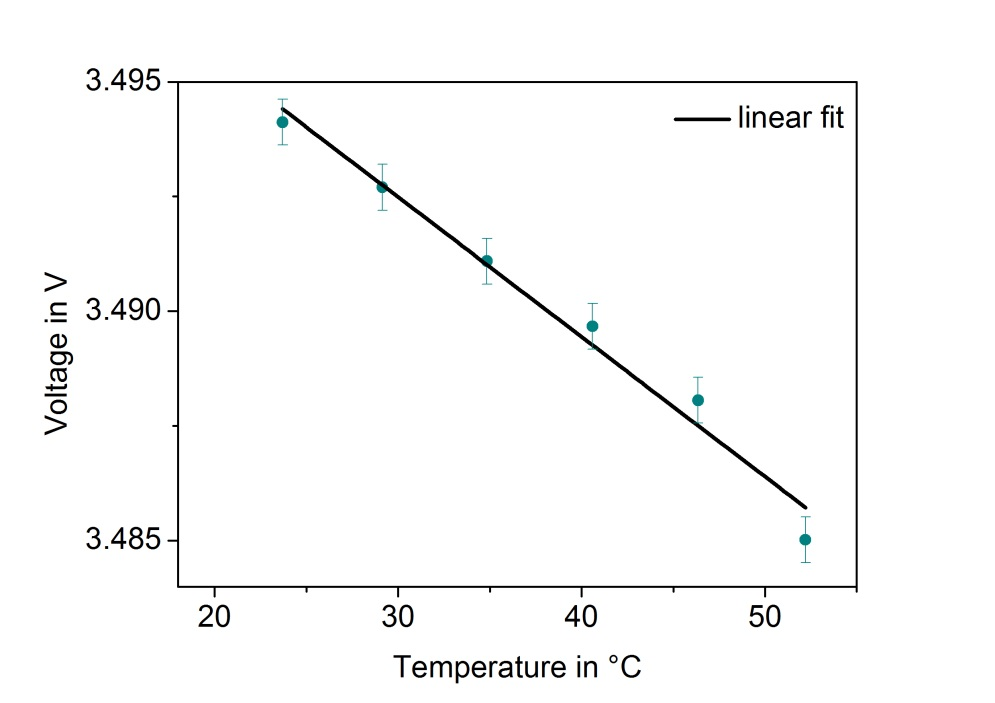 3.495
linear fit
3.490
Voltage in V
3.485
20 30 40 50
Temperature in °C